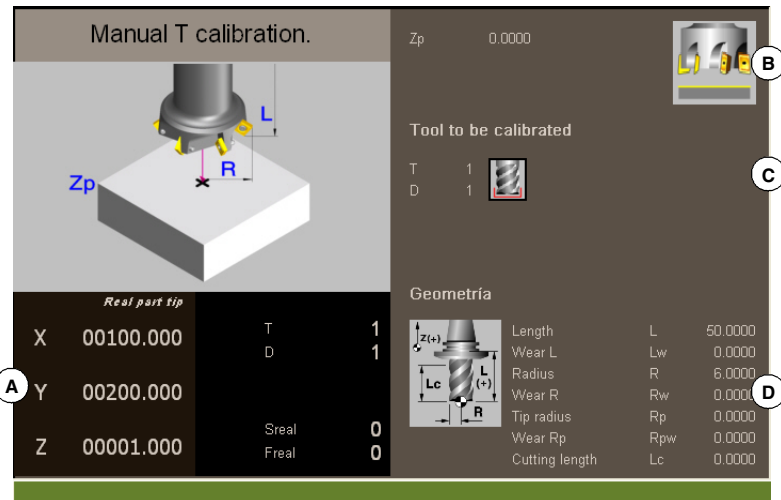 Manual T calibration.
Zp 0.0000
B
L
R
Zp
Tool to be calibrated
T 1
D 1
C
Real part tip
X 00100.000
Y 00200.000
Z 00001.000
A
T 1
D 1
Sreal 0
Freal 0
Geometría
Z(+)
Lc
L
(+)
R
Length L 50.0000
Wear L Lw 0.0000
Radius R 6.0000
Wear R Rw 0.0000
Tip radius Rp 0.0000
Wear Rp Rpw 0.0000
Cutting length Lc 0.0000
D